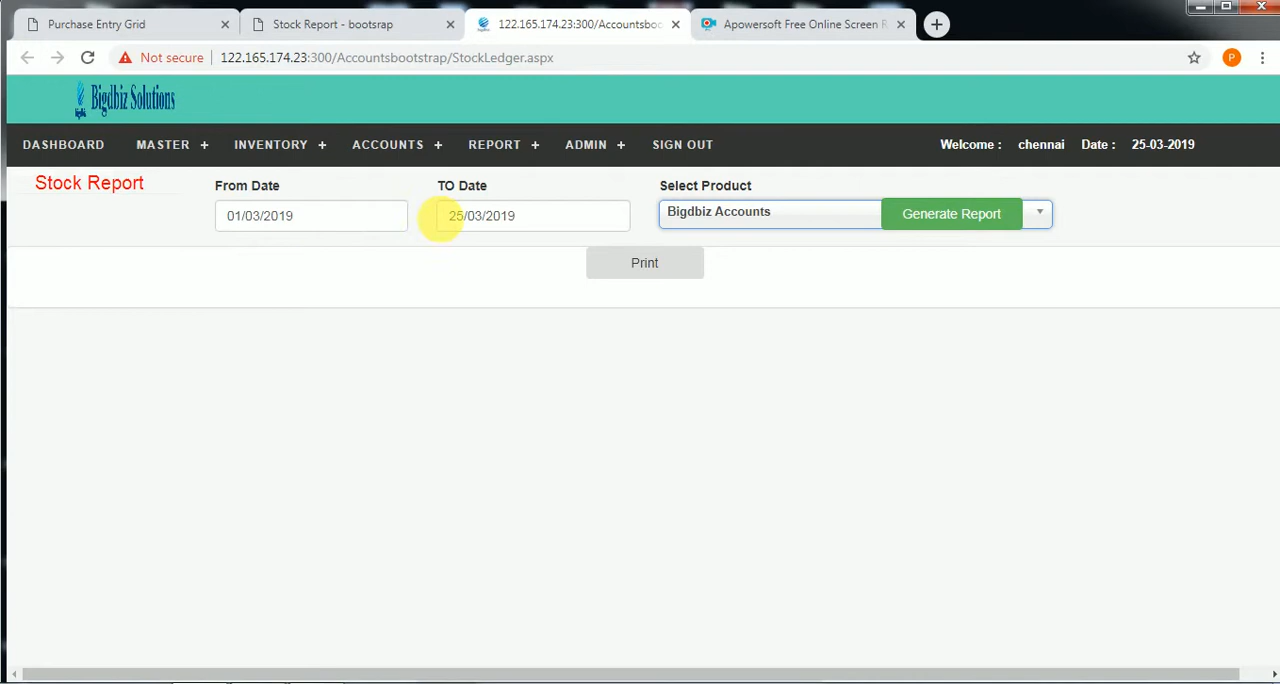 Purchase Entry Grid
Stock Report - bootsrap
122.165.174.23:300/Accountsboo
Apowersoft Free Online Screen R
Not secure
122.165.174.23:300/Accountsbootstrap/StockLedger.aspx
P
Bigdbiz Solutions
DASHBOARD MASTER + INVENTORY + ACCOUNTS + REPORT + ADMIN + SIGN OUT Welcome : chennai Date : 25-03-2019
Stock Report
From Date
TO Date
Select Product
01/03/2019
25/03/2019
Bigdbiz Accounts
Generate Report
Print